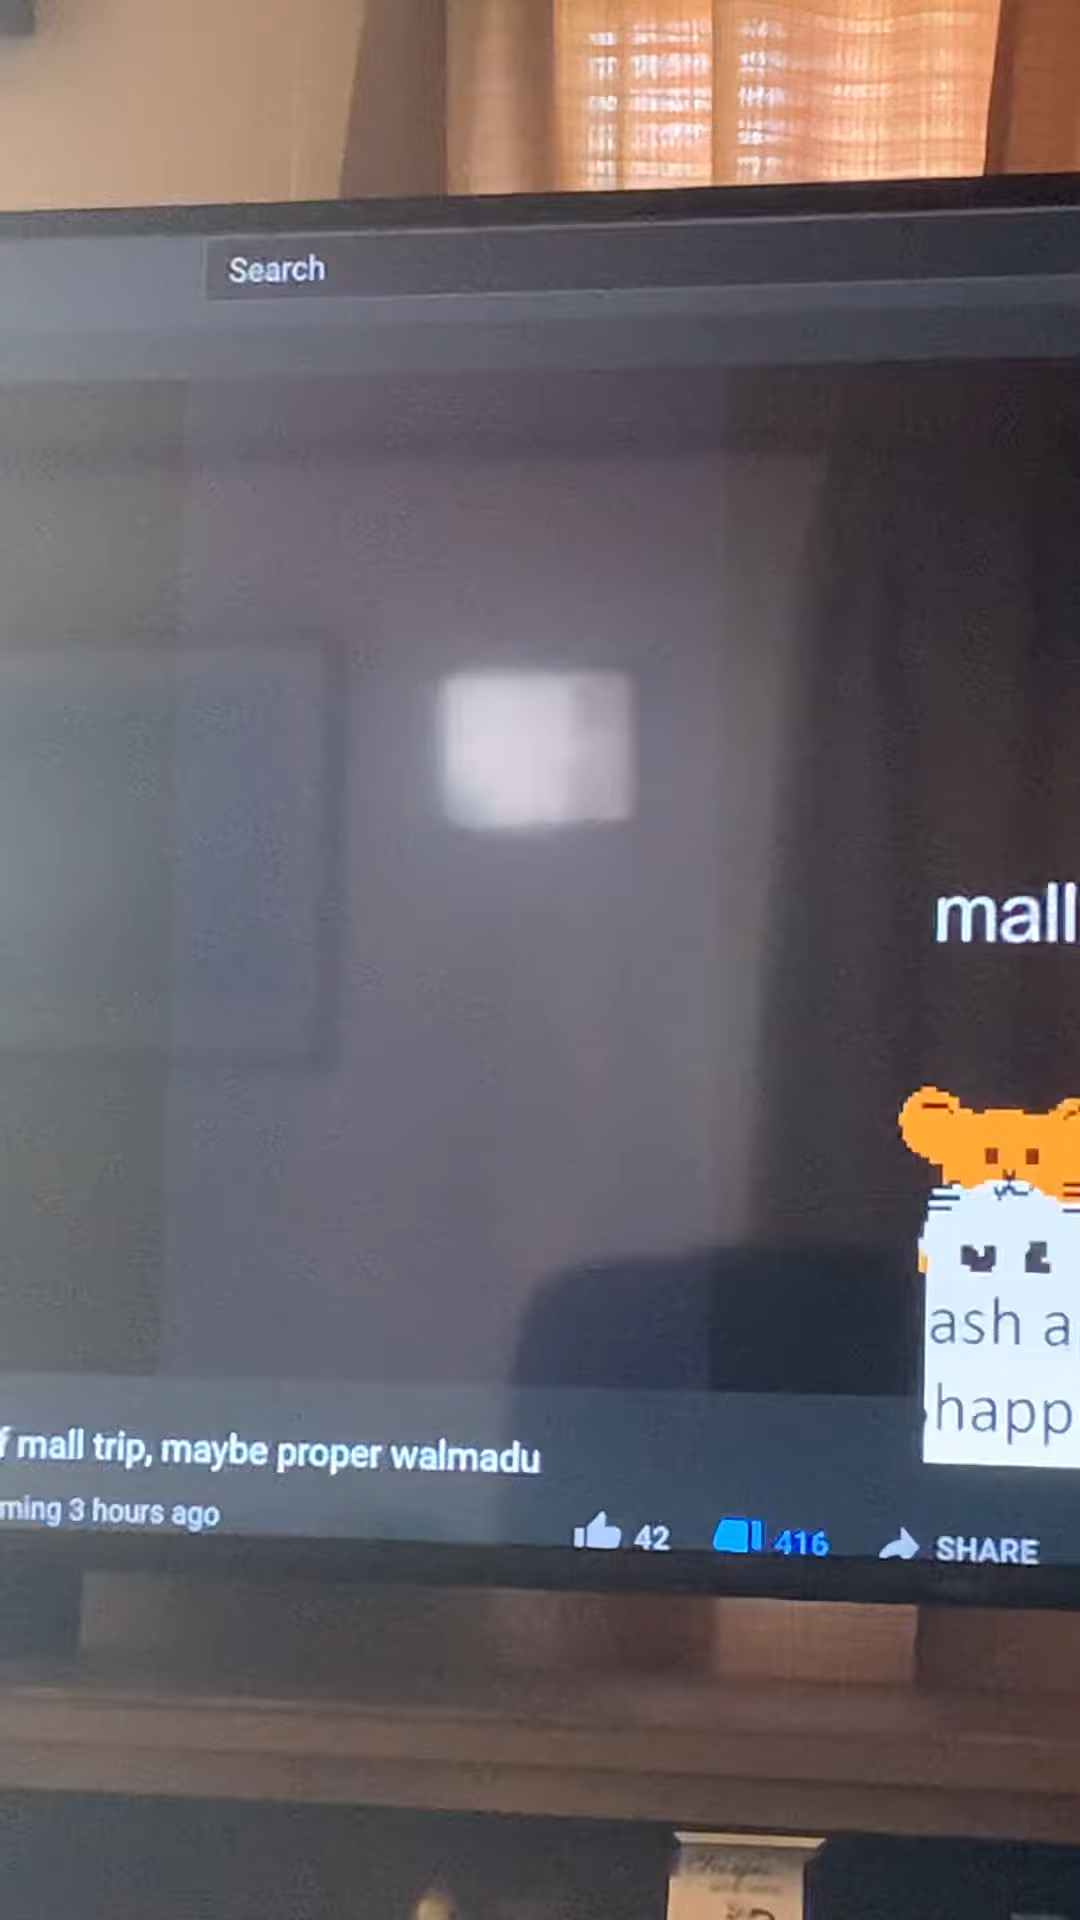 Search
mall
ash a
happ
f mall trip, maybe proper walmadu
ming 3 hours ago
42
416
SHARE